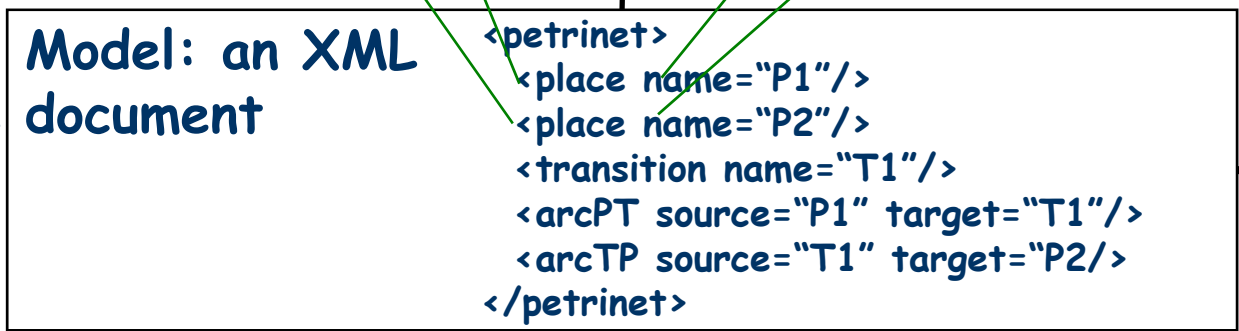 Model: an XML
document
<petrinet>
<place name=“P1”/>
<place name=“P2”/>
<transition name=“T1”/>
<arcPT source=“P1” target=“T1”/>
<arcTP source=“T1” target=“P2/>
</petrinet>